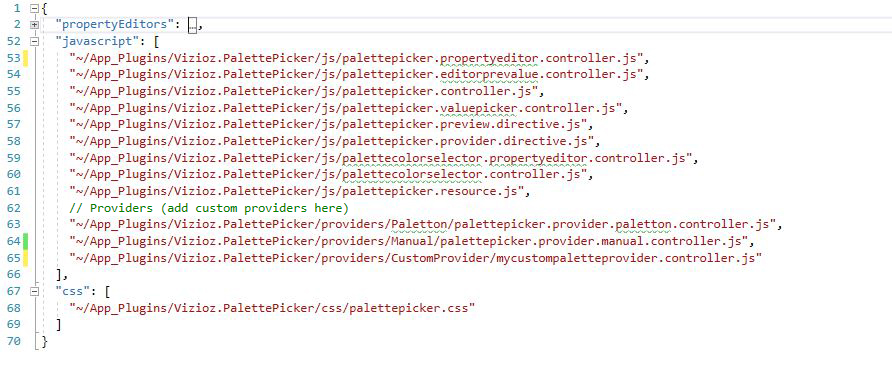 1 {
2 "propertyEditors": ...,
52 "javascript": [
53 "~/App_Plugins/Vizioz.PalettePicker/js/palettepicker.propertyeditor.controller.js",
54 "~/App_Plugins/Vizioz.PalettePicker/js/palettepicker.editorprevalue.controller.js",
55 "~/App_Plugins/Vizioz.PalettePicker/js/palettepicker.controller.js",
56 "~/App_Plugins/Vizioz.PalettePicker/js/palettepicker.valuepicker.controller.js",
57 "~/App_Plugins/Vizioz.PalettePicker/js/palettepicker.preview.directive.js",
58 "~/App_Plugins/Vizioz.PalettePicker/js/palettepicker.provider.directive.js",
59 "~/App_Plugins/Vizioz.PalettePicker/js/palettecolorselector.propertyeditor.controller.js",
60 "~/App_Plugins/Vizioz.PalettePicker/js/palettecolorselector.controller.js",
61 "~/App_Plugins/Vizioz.PalettePicker/js/palettepicker.resource.js",
62 // Providers (add custom providers here)
63 "~/App_Plugins/Vizioz.PalettePicker/providers/Paletton/palettepicker.provider.paletton.controller.js",
64 "~/App_Plugins/Vizioz.PalettePicker/providers/Manual/palettepicker.provider.manual.controller.js",
65 "~/App_Plugins/Vizioz.PalettePicker/providers/CustomProvider/mycustompaletteprovider.controller.js"
66 ],
67 "css": [
68 "~/App_Plugins/Vizioz.PalettePicker/css/palettepicker.css"
69 ]
70 }